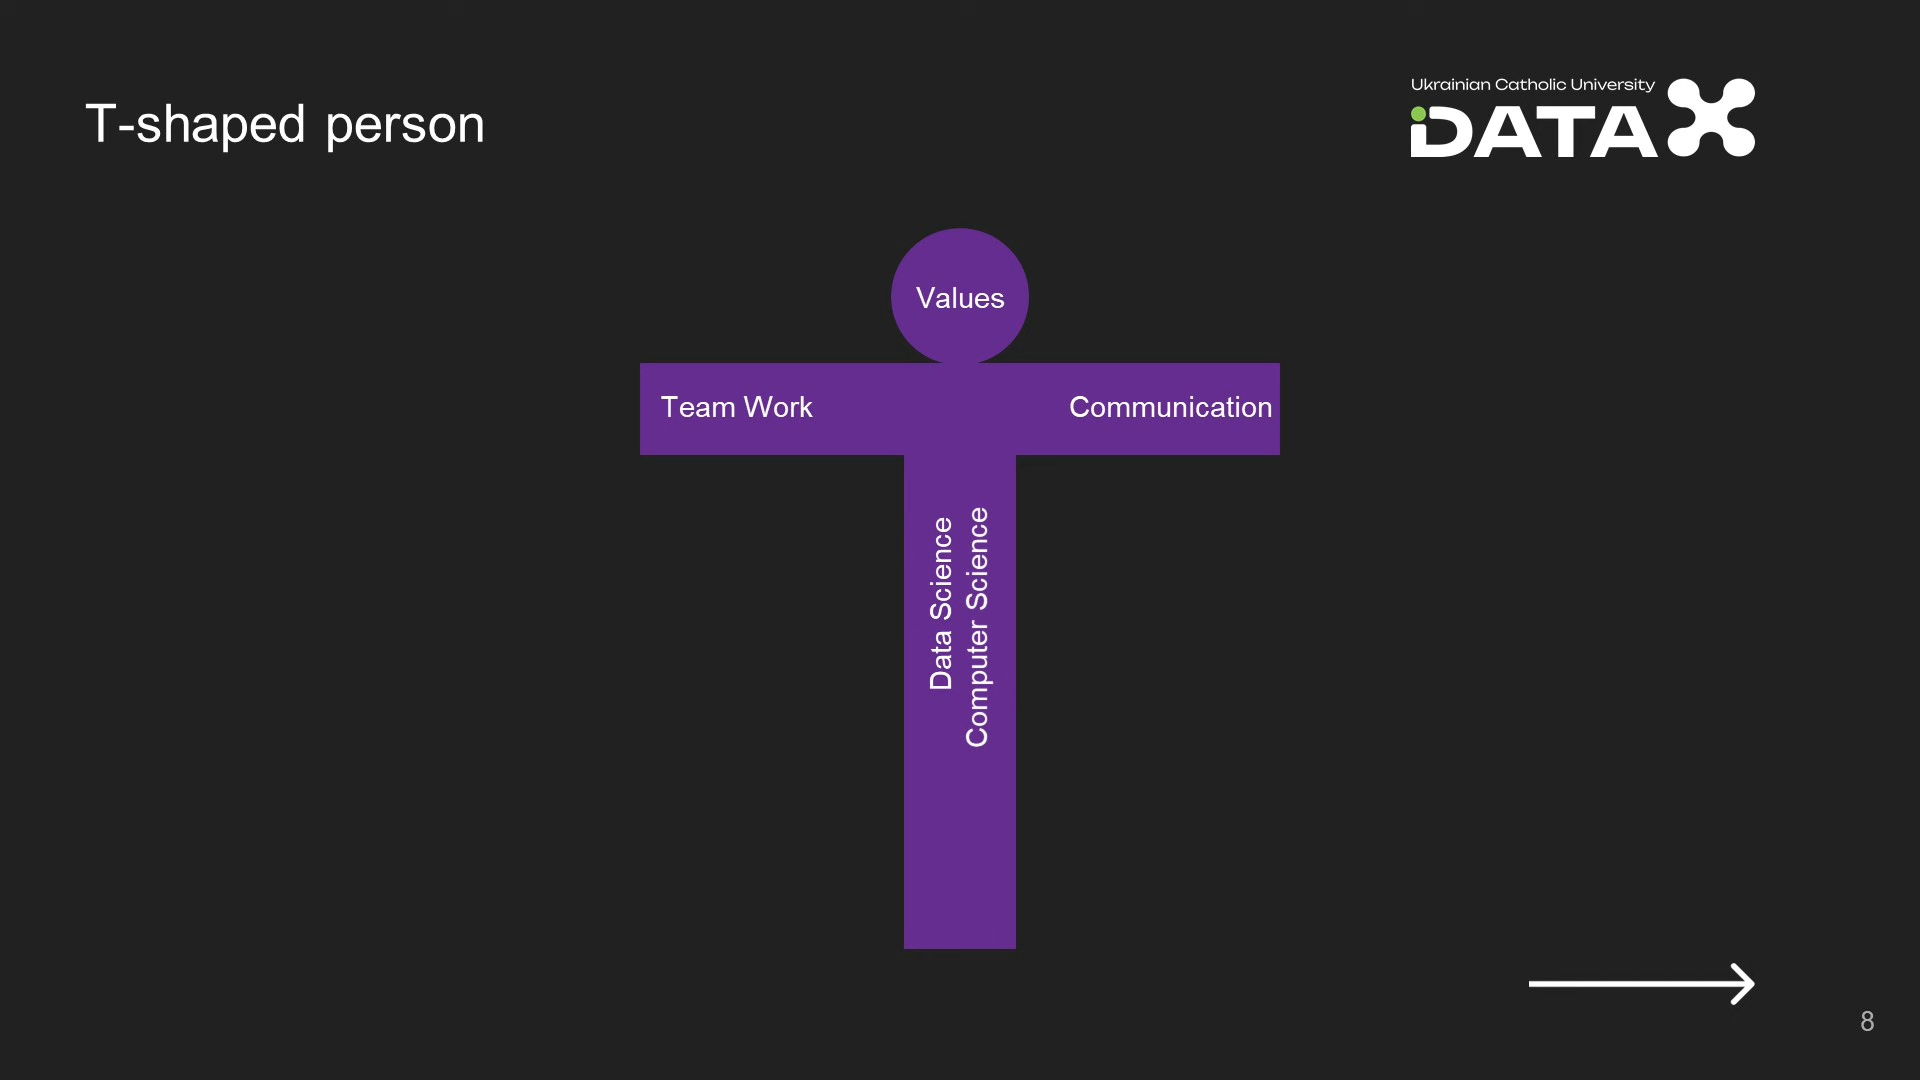 T-shaped person
Ukrainian Catholic University
DATA
Values
Team Work
Communication
Data Science
Computer Science
8